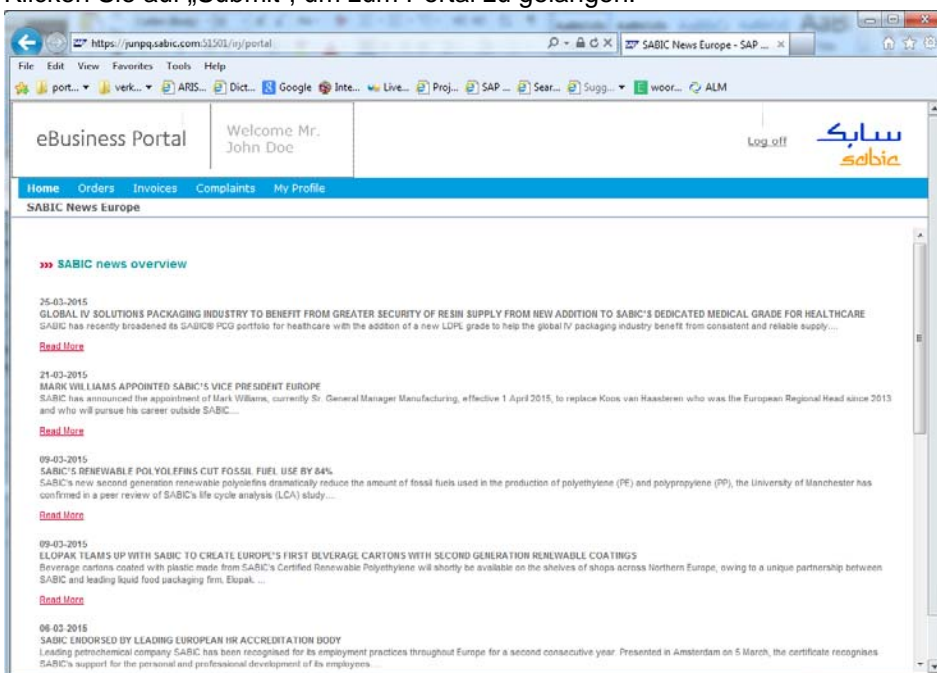 Klicken Sie auf „Submit“, um zum Portal zu gelangen.
https://junpq.sabic.com:51501/irj/portal
SABIC News Europe - SAP ...
File Edit View Favorites Tools Help
port... verk... ARIS... Dict... Google Inte... Live... Proj... SAP ... Sear... Sugg... woor... ALM
eBusiness Portal
Welcome Mr.
John Doe
Log off
سابك
sabic
Home Orders Invoices Complaints My Profile
SABIC News Europe
SABIC news overview
25-03-2015
GLOBAL IV SOLUTIONS PACKAGING INDUSTRY TO BENEFIT FROM GREATER SECURITY OF RESIN SUPPLY FROM NEW ADDITION TO SABIC'S DEDICATED MEDICAL GRADE FOR HEALTHCARE
SABIC has recently broadened its SABIC® PCG portfolio for healthcare with the addition of a new LDPE grade to help the global IV packaging industry benefit from consistent and reliable supply....
Read More
21-03-2015
MARK WILLIAMS APPOINTED SABIC'S VICE PRESIDENT EUROPE
SABIC has announced the appointment of Mark Williams, currently Sr. General Manager Manufacturing, effective 1 April 2015, to replace Koos van Haasteren who was the European Regional Head since 2013
and who will pursue his career outside SABIC....
Read More
09-03-2015
SABIC'S RENEWABLE POLYOLEFINS CUT FOSSIL FUEL USE BY 84%
SABIC's new second generation renewable polyolefins dramatically reduce the amount of fossil fuels used in the production of polyethylene (PE) and polypropylene (PP), the University of Manchester has
confirmed in a peer review of SABIC's life cycle analysis (LCA) study....
Read More
09-03-2015
ELOPAK TEAMS UP WITH SABIC TO CREATE EUROPE'S FIRST BEVERAGE CARTONS WITH SECOND GENERATION RENEWABLE COATINGS
Beverage cartons coated with plastic made from SABIC's Certified Renewable Polyethylene will shortly be available on the shelves of shops across Northern Europe, owing to a unique partnership between
SABIC and leading liquid food packaging firm, Elopak. ...
Read More
06-03-2015
SABIC ENDORSED BY LEADING EUROPEAN HR ACCREDITATION BODY
Leading petrochemical company SABIC has been recognised for its employment practices throughout Europe for a second consecutive year. Presented in Amsterdam on 5 March, the certificate recognises
SABIC's support for the personal and professional development of its employees....